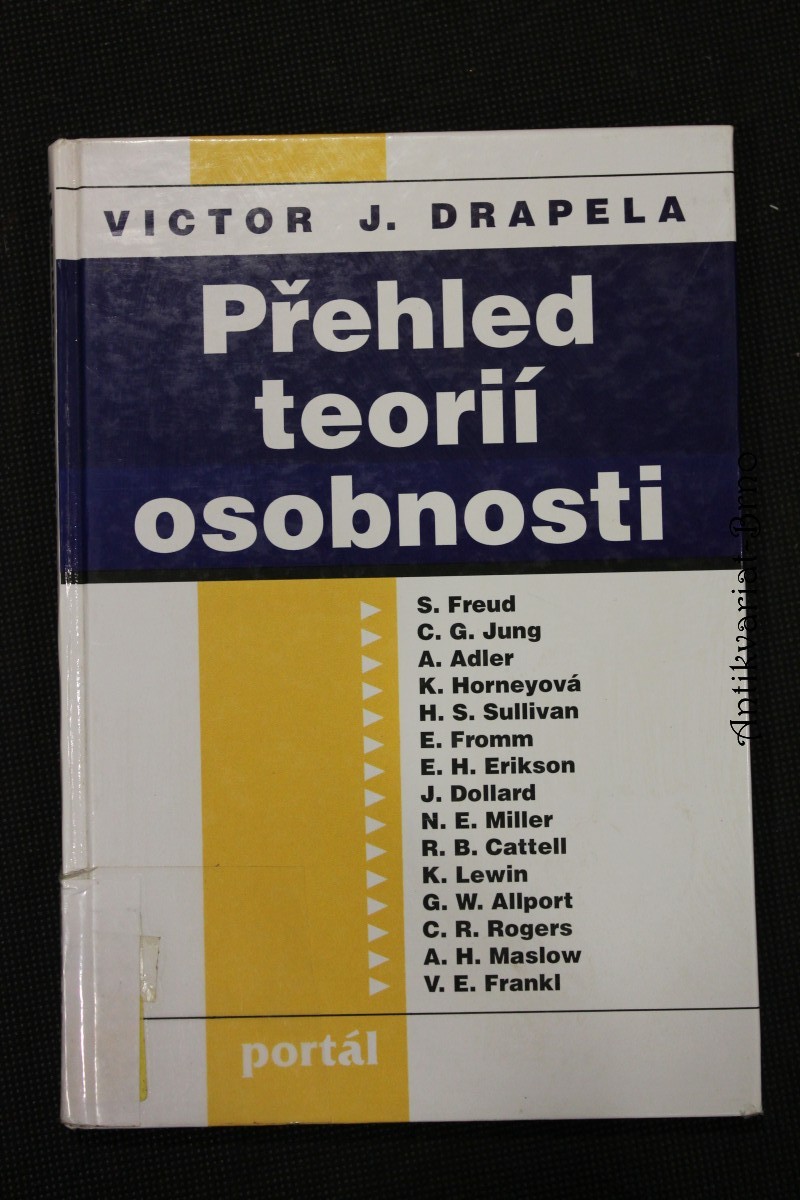 VICTOR J. DRAPELA
Přehled
teorií
osobnosti
S. Freud
C. G. Jung
A. Adler
K. Horneyová
H. S. Sullivan
E. Fromm
E. H. Erikson
J. Dollard
N. E. Miller
R. B. Cattell
K. Lewin
G. W. Allport
C. R. Rogers
A. H. Maslow
V. E. Frankl
portál
Antikvariat Brno